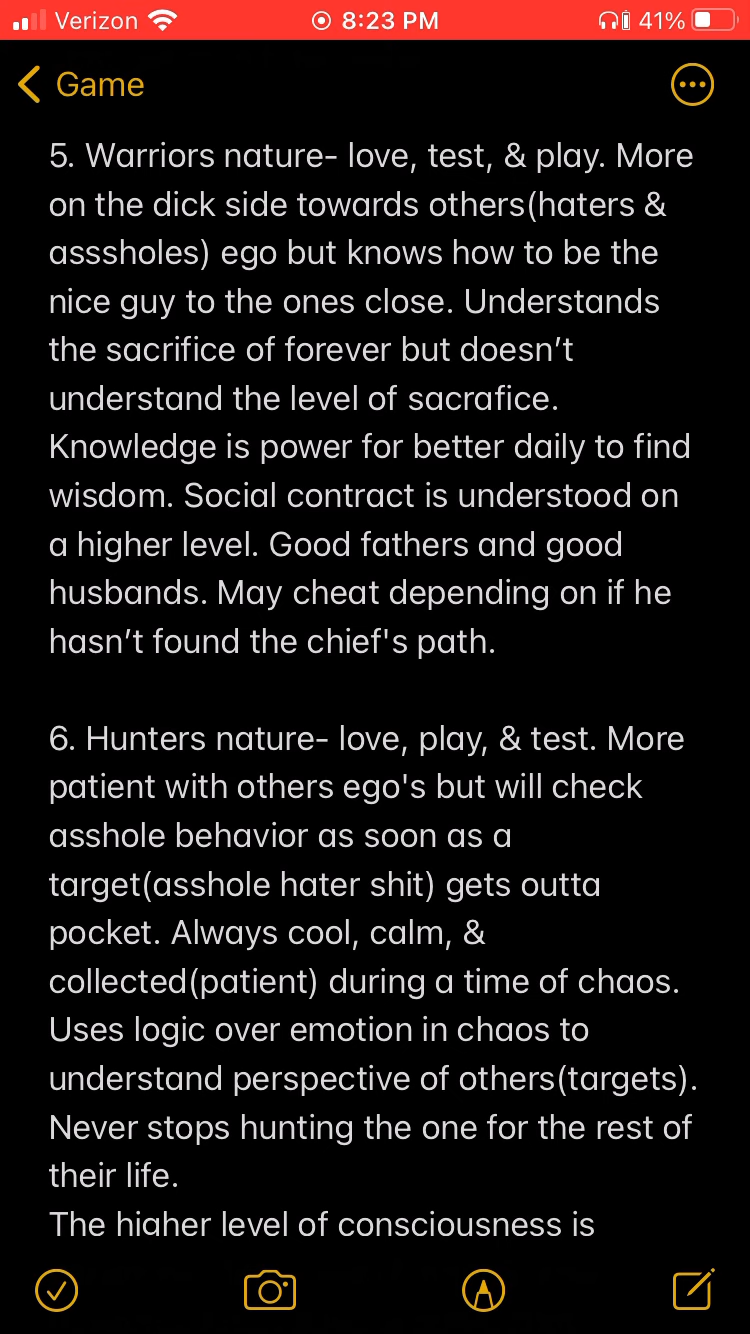 Verizon 8:23 PM 41%
Game
5. Warriors nature- love, test, & play. More
on the dick side towards others(haters &
asssholes) ego but knows how to be the
nice guy to the ones close. Understands
the sacrifice of forever but doesn’t
understand the level of sacrafice.
Knowledge is power for better daily to find
wisdom. Social contract is understood on
a higher level. Good fathers and good
husbands. May cheat depending on if he
hasn’t found the chief's path.
6. Hunters nature- love, play, & test. More
patient with others ego's but will check
asshole behavior as soon as a
target(asshole hater shit) gets outta
pocket. Always cool, calm, &
collected(patient) during a time of chaos.
Uses logic over emotion in chaos to
understand perspective of others(targets).
Never stops hunting the one for the rest of
their life.
The higher level of consciousness is